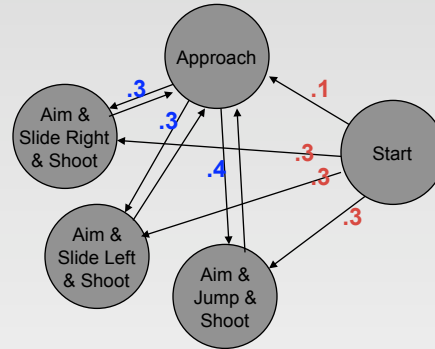 Approach
.3
.1
Aim &
Slide Right
& Shoot
.3
.3
Start
.4
.3
.3
Aim &
Slide Left
& Shoot
Aim &
Jump &
Shoot